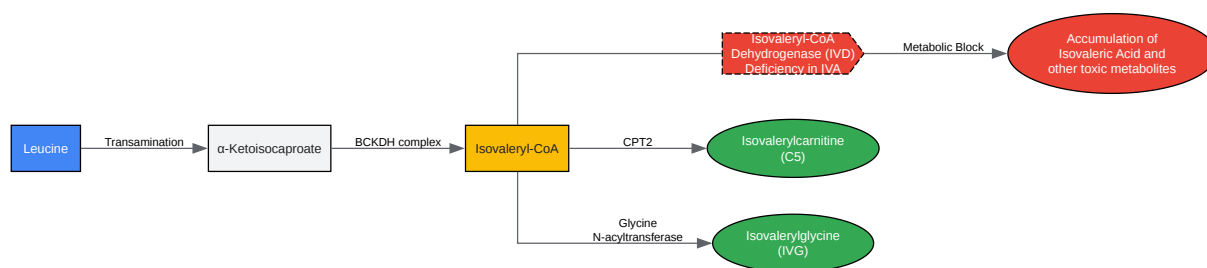 Leucine
Transamination
α-Ketoisocaproate
BCKDH complex
Isovaleryl-CoA
Isovaleryl-CoA
Dehydrogenase (IVD)
Deficiency in IVA
Metabolic Block
Accumulation of
Isovaleric Acid and
other toxic metabolites
CPT2
Isovalerylcarnitine
(C5)
Glycine
N-acyltransferase
Isovalerylglycine
(IVG)